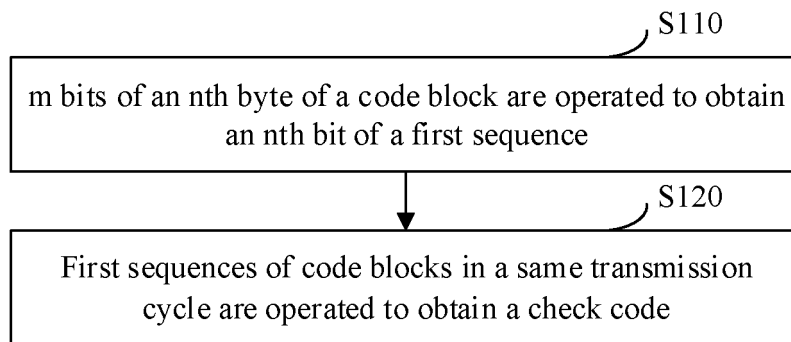 S110
m bits of an nth byte of a code block are operated to obtain
an nth bit of a first sequence
S120
First sequences of code blocks in a same transmission
cycle are operated to obtain a check code